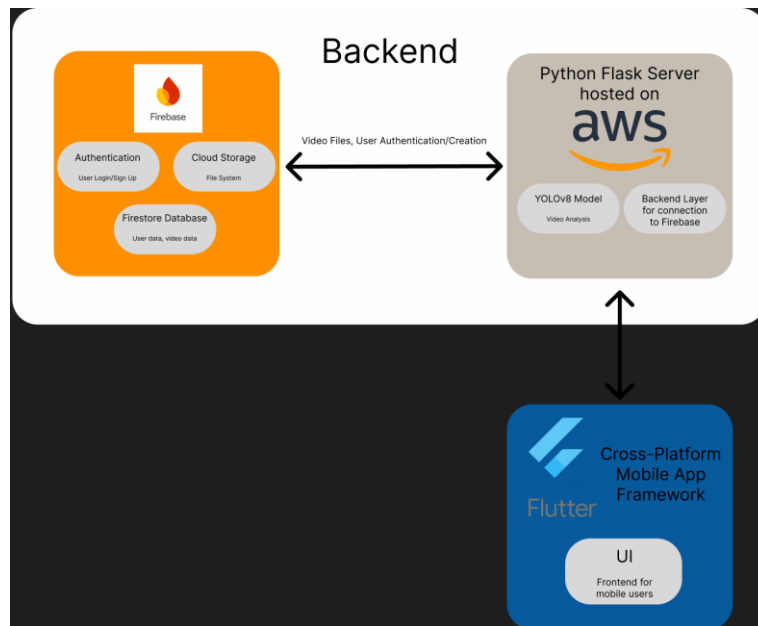 Backend
Firebase
Authentication
User Login/Sign Up
Cloud Storage
File System
Firestore Database
User data, video data
Video Files, User Authentication/Creation
Python Flask Server
hosted on
aws
YOLOv8 Model
Video Analysis
Backend Layer
for connection
to Firebase
Flutter
Cross-Platform
Mobile App
Framework
UI
Frontend for
mobile users